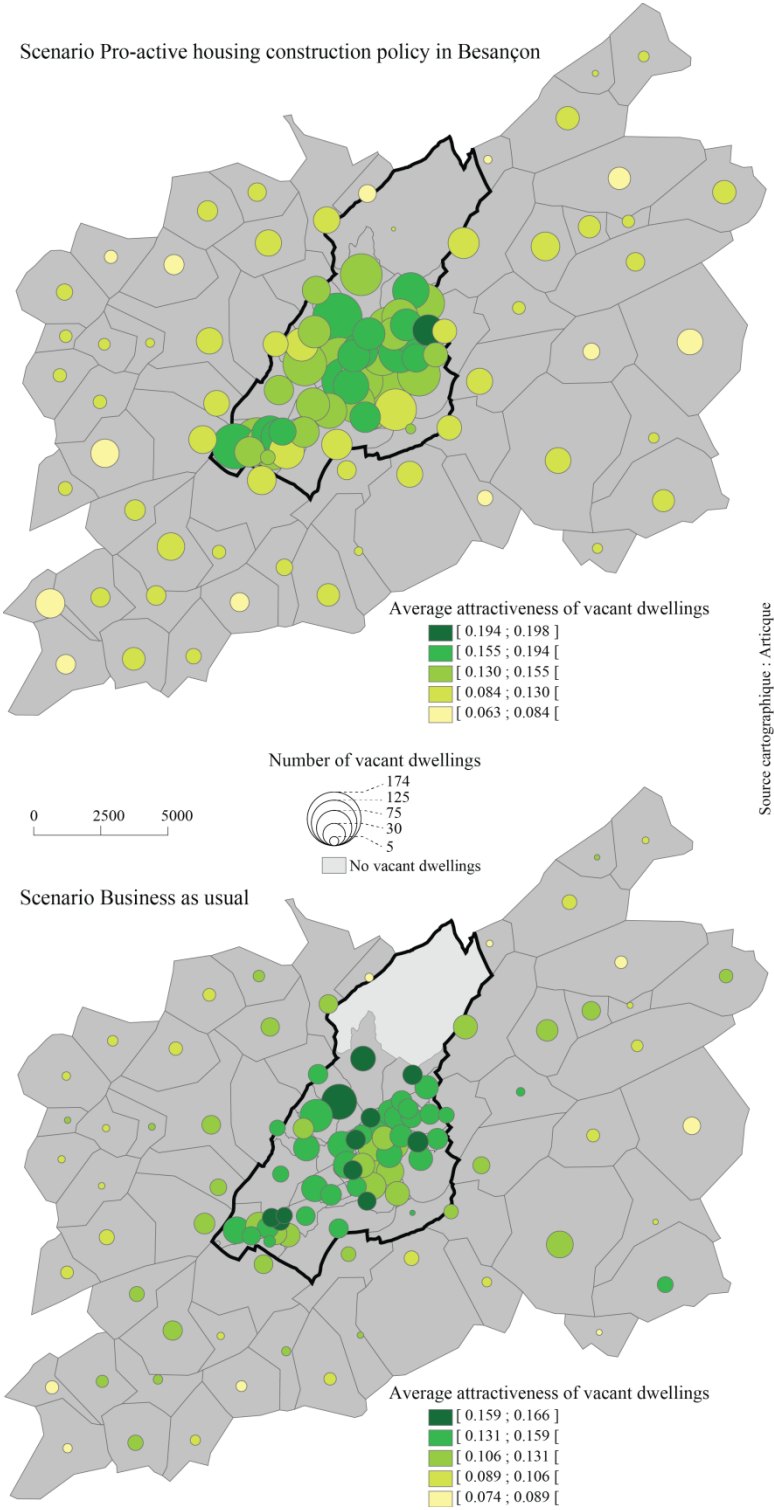 Scenario Pro-active housing construction policy in Besançon
Average attractiveness of vacant dwellings
[ 0.194 ; 0.198 ]
[ 0.155 ; 0.194 [
[ 0.130 ; 0.155 [
[ 0.084 ; 0.130 [
[ 0.063 ; 0.084 [
Source cartographique : Articque
Number of vacant dwellings
174
125
75
30
5
0 2500 5000
No vacant dwellings
Scenario Business as usual
Average attractiveness of vacant dwellings
[ 0.159 ; 0.166 ]
[ 0.131 ; 0.159 [
[ 0.106 ; 0.131 [
[ 0.089 ; 0.106 [
[ 0.074 ; 0.089 [